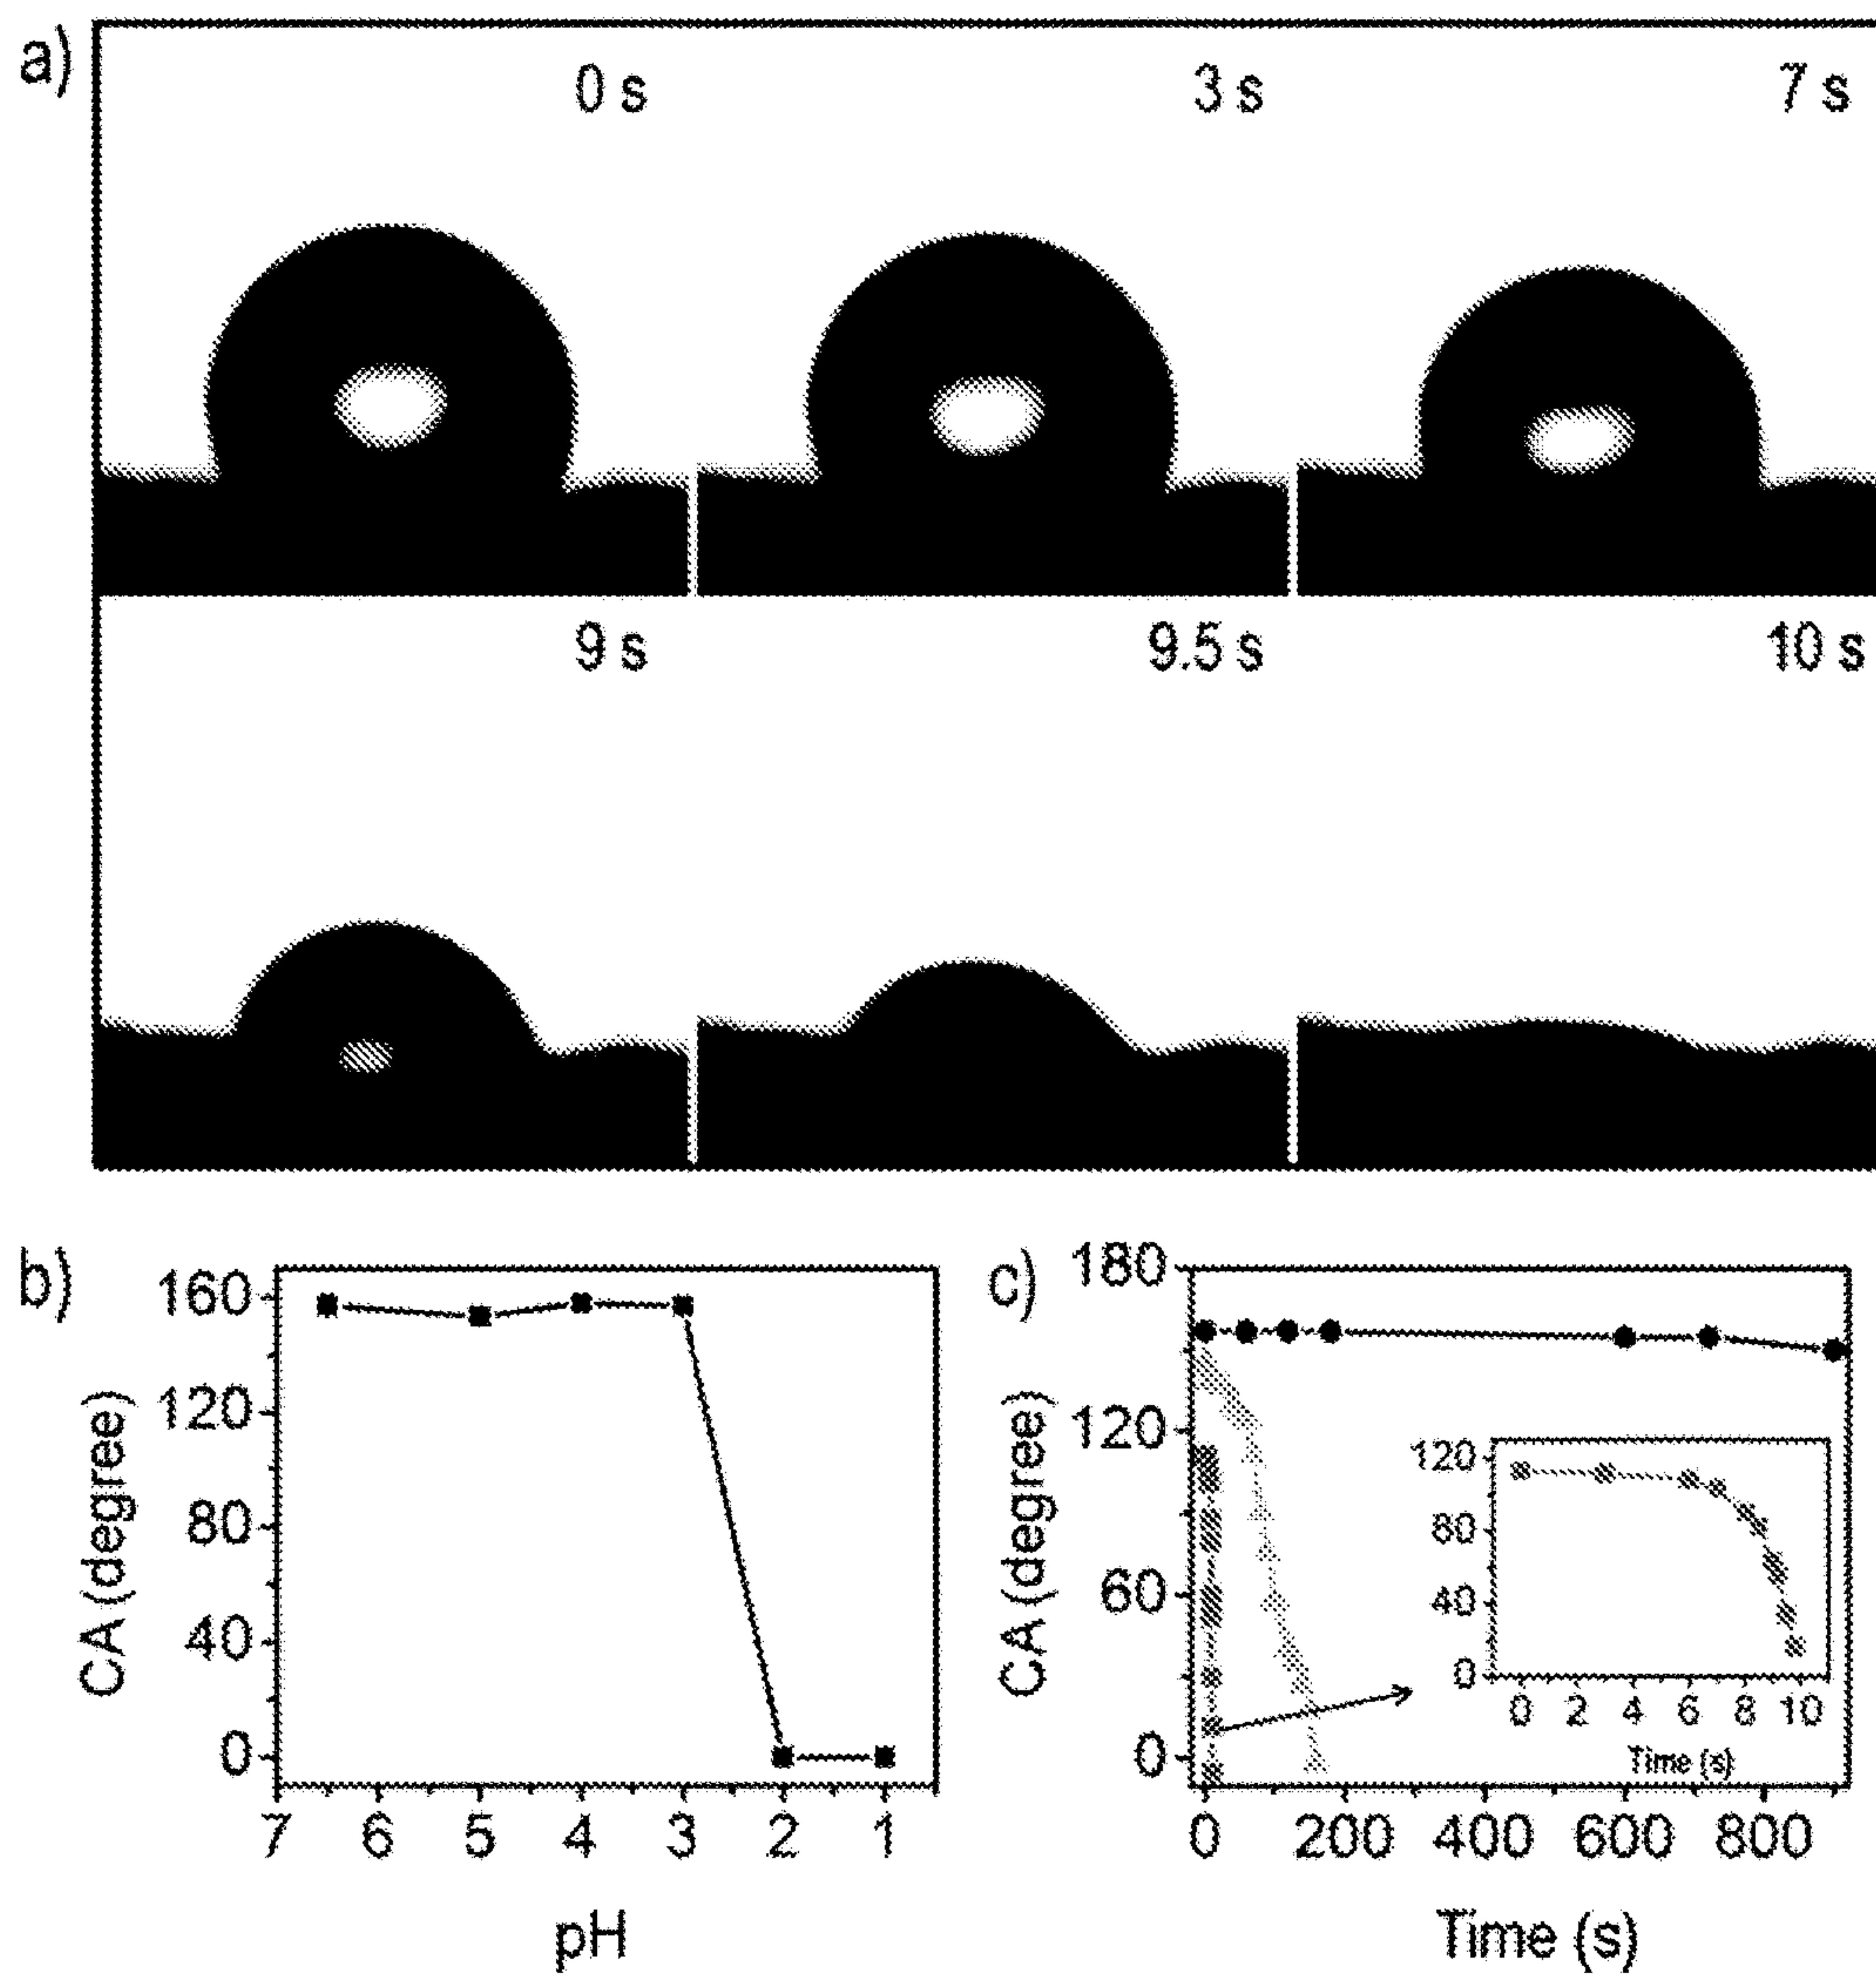 a)
0 s
3 s
7 s
9 s
9.5 s
10 s
b)
160
120
80
40
0
CA (degree)
7 6 5 4 3 2 1
pH
c)
180
120
60
0
CA (degree)
0 200 400 600 800
Time (s)
120
80
40
0
0 2 4 6 8 10
Time (s)